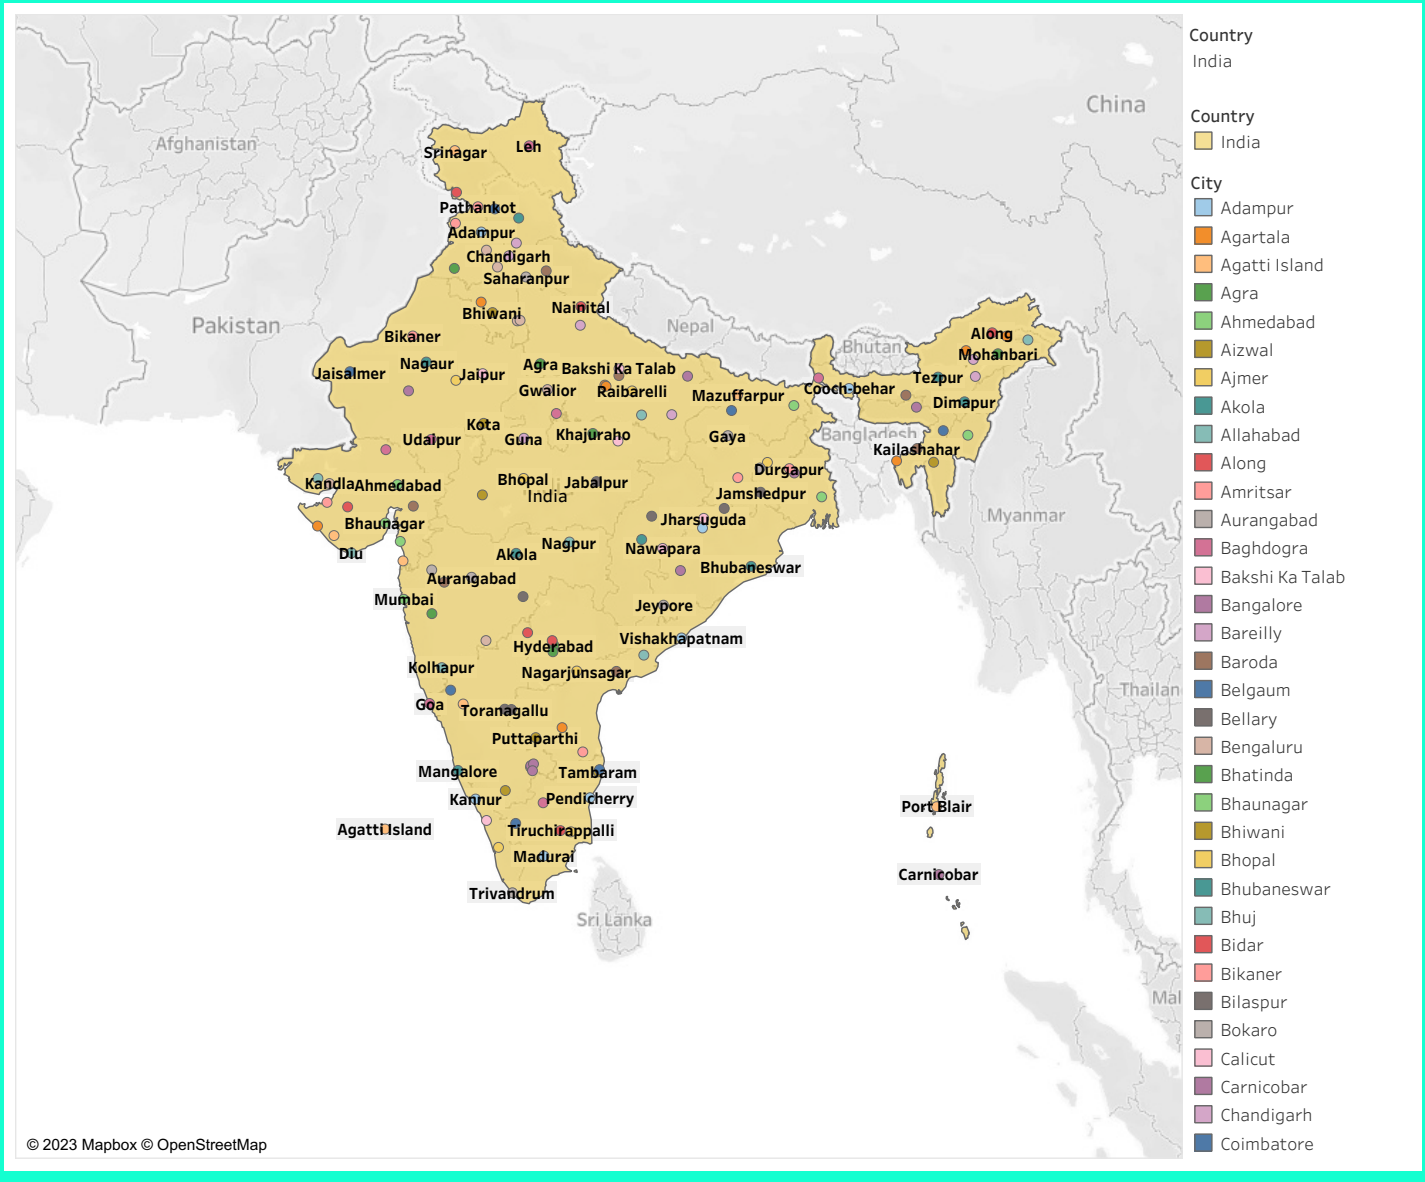 Country
India
Country
India
City
Adampur
Agartala
Agatti Island
Agra
Ahmedabad
Aizwal
Ajmer
Akola
Allahabad
Along
Amritsar
Aurangabad
Baghdogra
Bakshi Ka Talab
Bangalore
Bareilly
Baroda
Belgaum
Bellary
Bengaluru
Bhatinda
Bhaunagar
Bhiwani
Bhopal
Bhubaneswar
Bhuj
Bidar
Bikaner
Bilaspur
Bokaro
Calicut
Carnicobar
Chandigarh
Coimbatore
China
Afghanistan
Srinagar
Leh
Pathankot
Adampur
Chandigarh
Saharanpur
Nainital
Bhiwani
Pakistan
Nepal
Bikaner
Along
Bhutan
Mohanbari
Nagaur
Agra
Bakshi Ka Talab
Jaisalmer
Jaipur
Tezpur
Gwalior
Raibarelli
Mazuffarpur
Cooch-behar
Dimapur
Kota
Udaipur
Guna
Khajuraho
Gaya
Bangladesh
Kailashahar
Durgapur
Kandla
Ahmedabad
Bhopal
Jabalpur
India
Jamshedpur
Myanmar
Bhaunagar
Jharsuguda
Diu
Akola
Nagpur
Nawapara
Bhubaneswar
Aurangabad
Mumbai
Jeypore
Vishakhapatnam
Hyderabad
Kolhapur
Nagarjunsagar
Thailan
Goa
Toranagallu
Puttaparthi
Mangalore
Tambaram
Kannur
Pendicherry
Port Blair
Agatti Island
Tiruchirappalli
Madurai
Carnicobar
Trivandrum
Sri Lanka
Mal
© 2023 Mapbox © OpenStreetMap